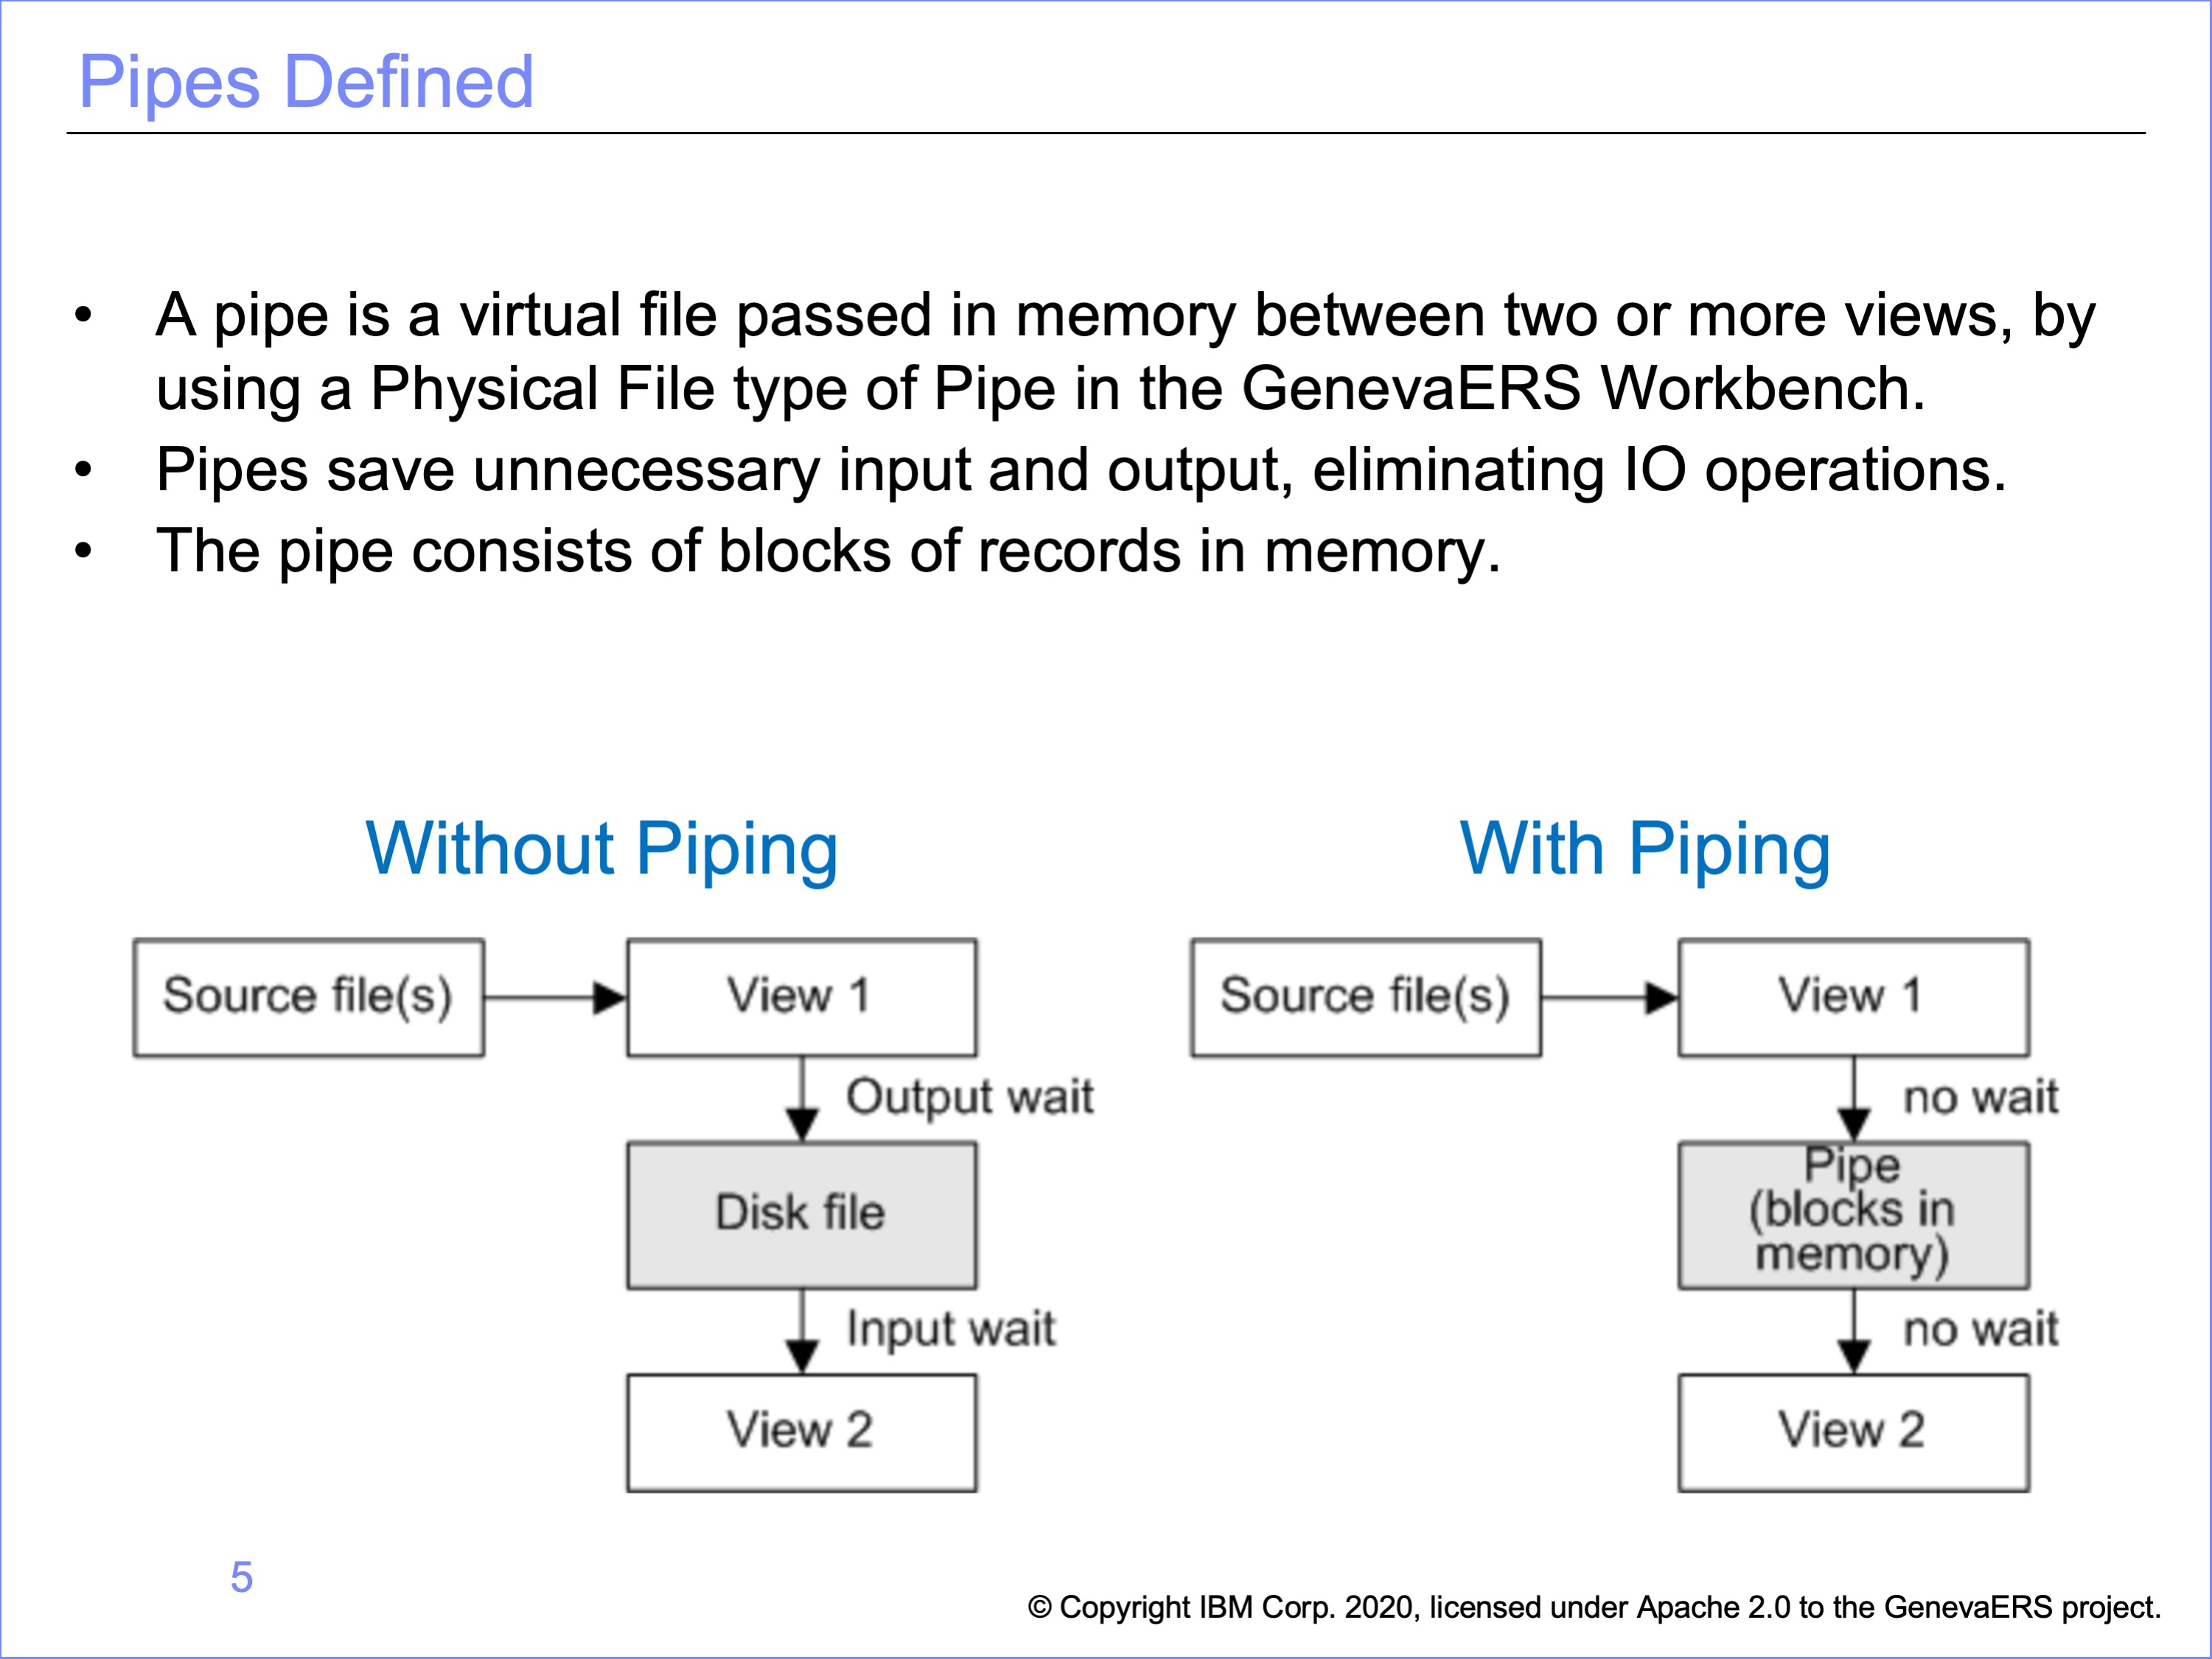 Pipes Defined
• A pipe is a virtual file passed in memory between two or more views, by
using a Physical File type of Pipe in the GenevaERS Workbench.
• Pipes save unnecessary input and output, eliminating IO operations.
• The pipe consists of blocks of records in memory.
Without Piping
Source file(s)
View 1
Output wait
Disk file
Input wait
View 2
With Piping
Source file(s)
View 1
no wait
Pipe
(blocks in
memory)
no wait
View 2
5
© Copyright IBM Corp. 2020, licensed under Apache 2.0 to the GenevaERS project.